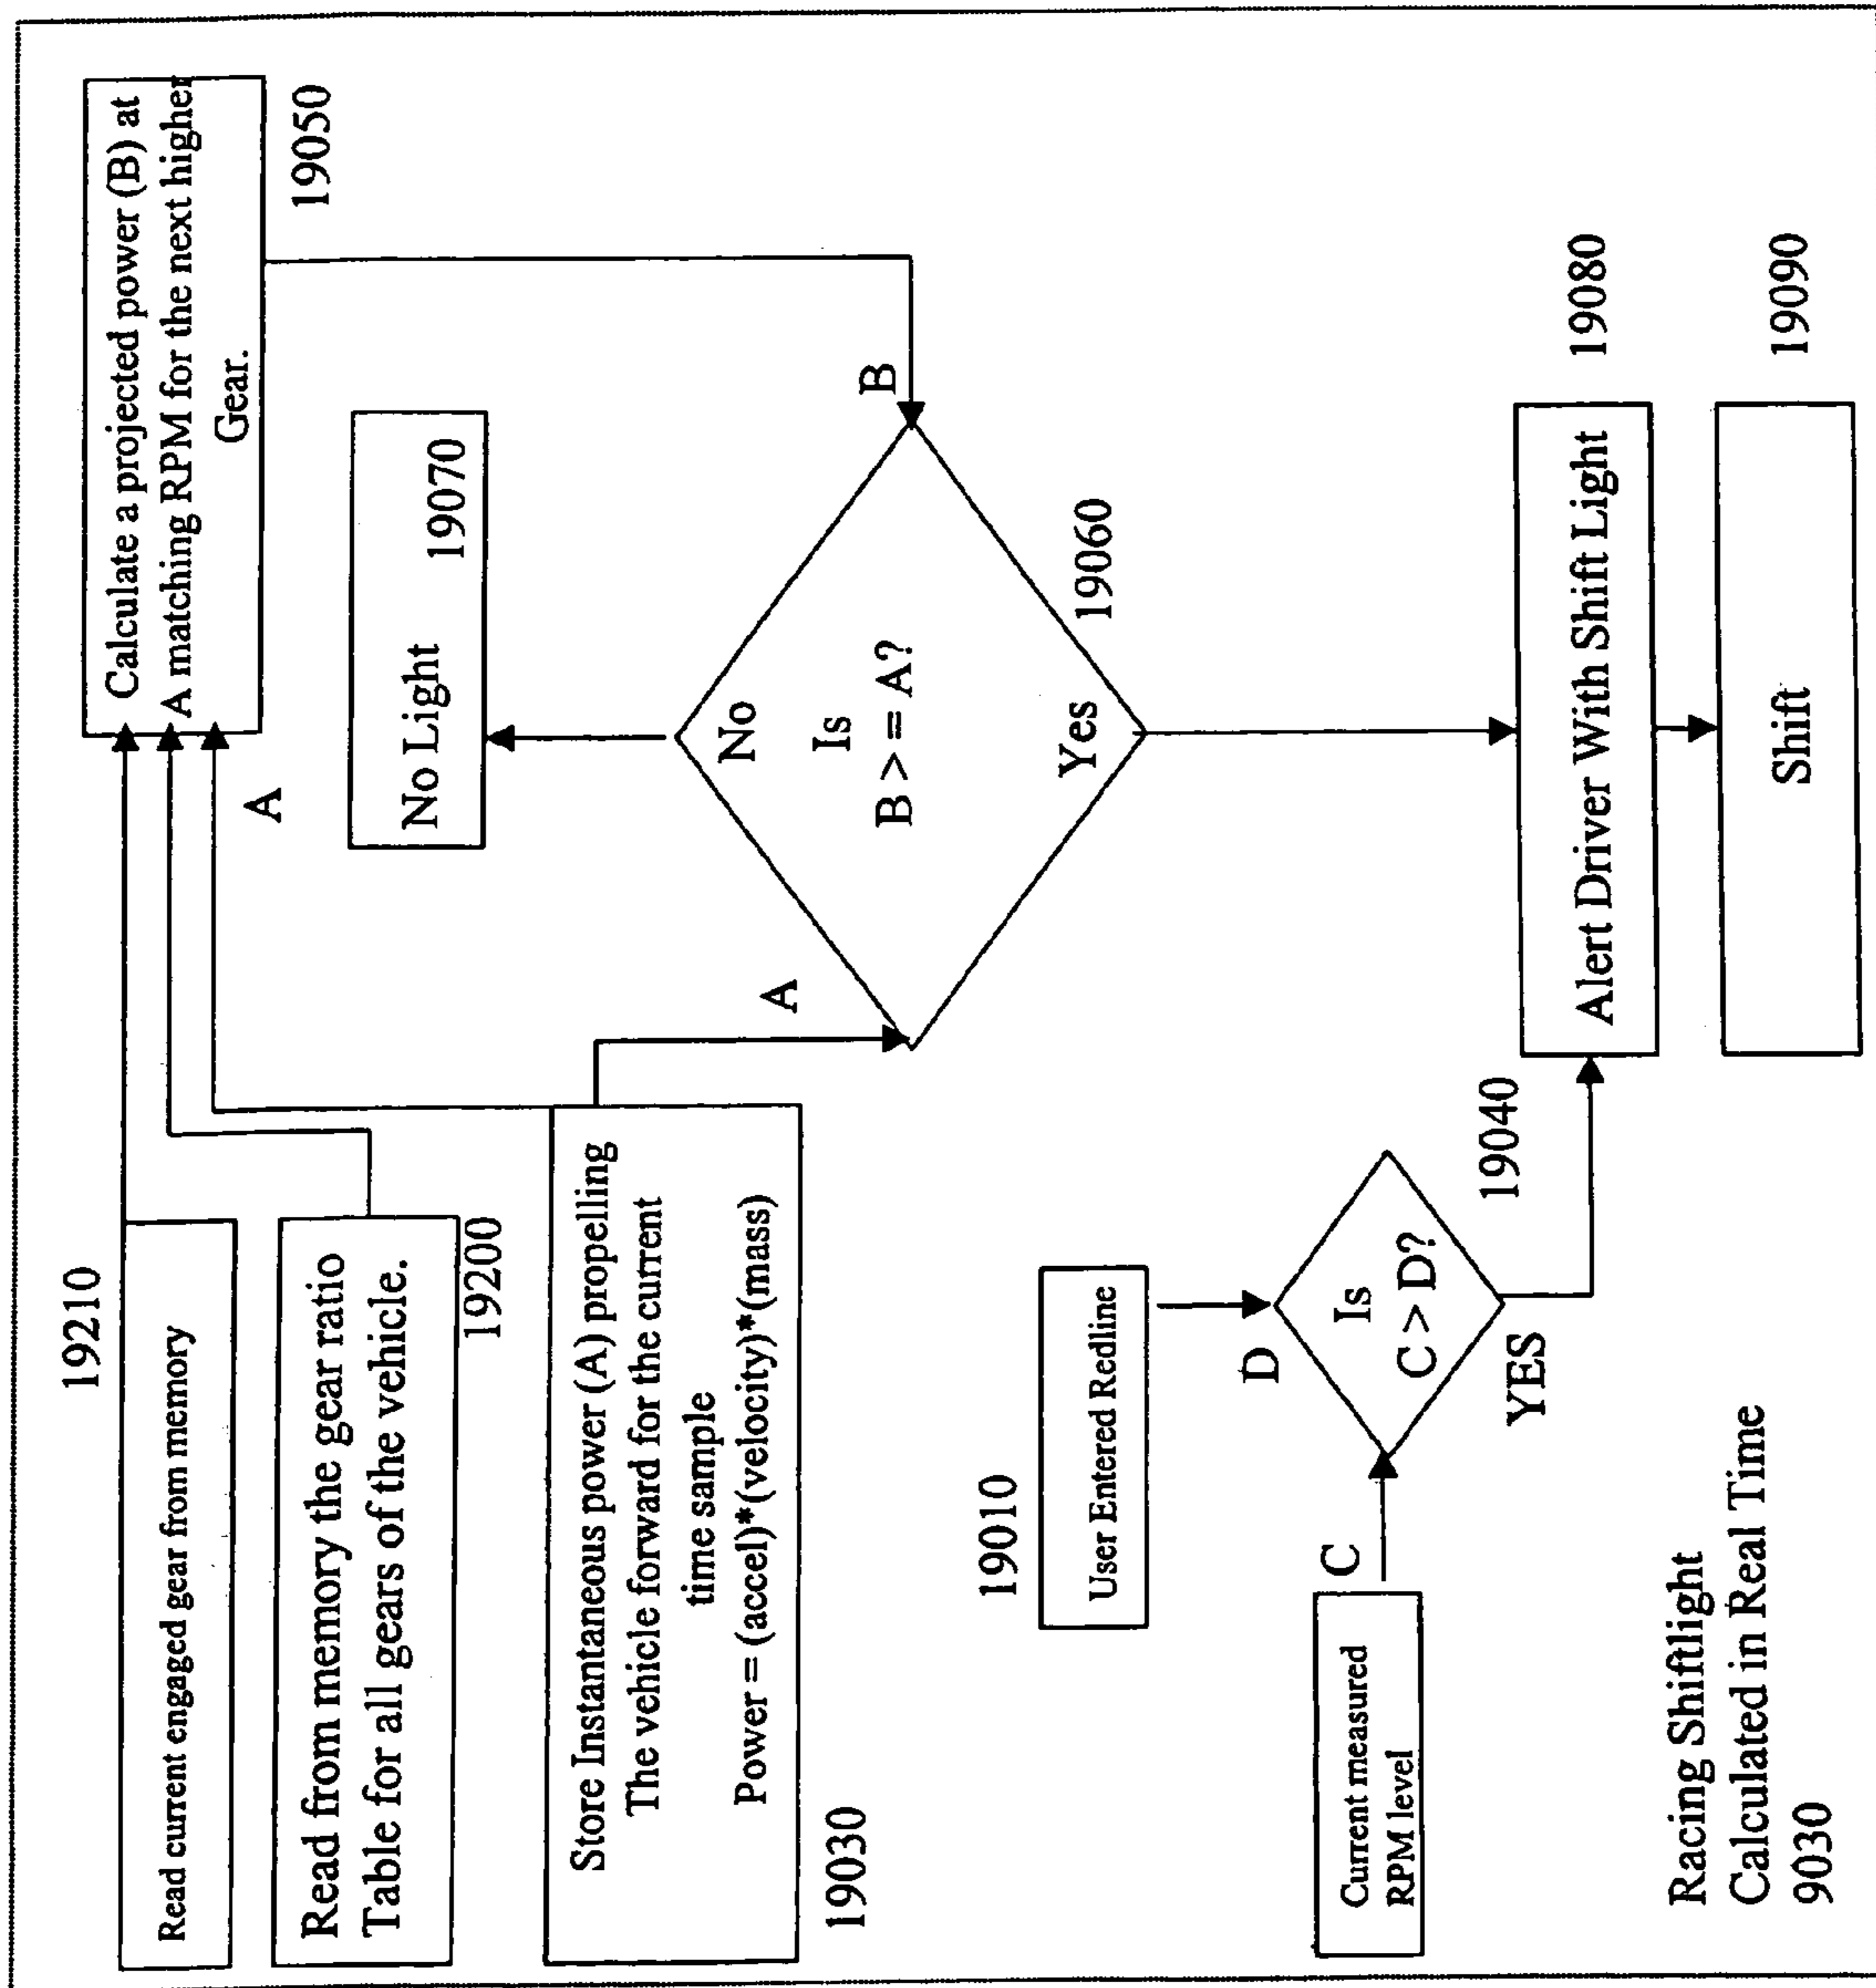 19210
Read current engaged gear from memory
Read from memory the gear ratio
Table for all gears of the vehicle.
19200
Store Instantaneous power (A) propelling
The vehicle forward for the current
time sample
Power = (accel)*(velocity)*(mass)
19030
A
Calculate a projected power (B) at
A matching RPM for the next higher
Gear.
19050
No Light
19070
A
B
No
Is
B >= A?
Yes
19060
19010
User Entered Redline
D
Current measured
RPM level
C
Is
C > D?
YES
19040
Alert Driver With Shift Light
19080
Shift
19090
Racing Shiftlight
Calculated in Real Time
9030